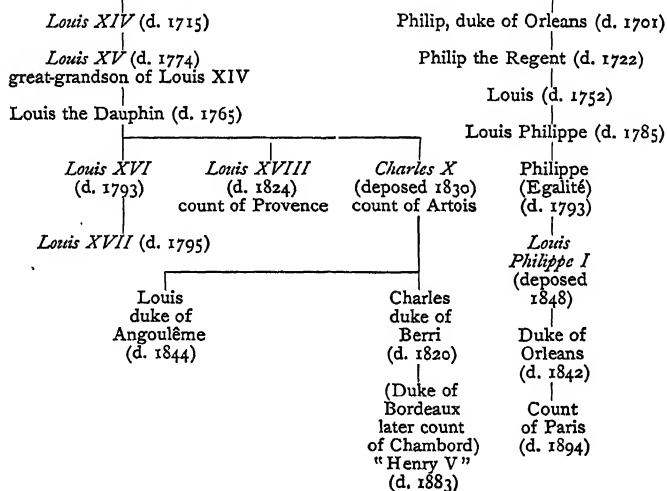 Louis XIV (d. 1715)
Philip, duke of Orleans (d. 1701)
Louis XV (d. 1774)
great-grandson of Louis XIV
Philip the Regent (d. 1722)
Louis (d. 1752)
Louis the Dauphin (d. 1765)
Louis Philippe (d. 1785)
Louis XVI
(d. 1793)
Louis XVIII
(d. 1824)
count of Provence
Charles X
(deposed 1830)
count of Artois
Philippe
(Egalité)
(d. 1793)
Louis XVII (d. 1795)
Louis
Philippe I
(deposed
1848)
Louis
duke of
Angoulême
(d. 1844)
Charles
duke of
Berri
(d. 1820)
Duke of
Orleans
(d. 1842)
(Duke of
Bordeaux
later count
of Chambord)
"Henry V"
(d. 1883)
Count
of Paris
(d. 1894)